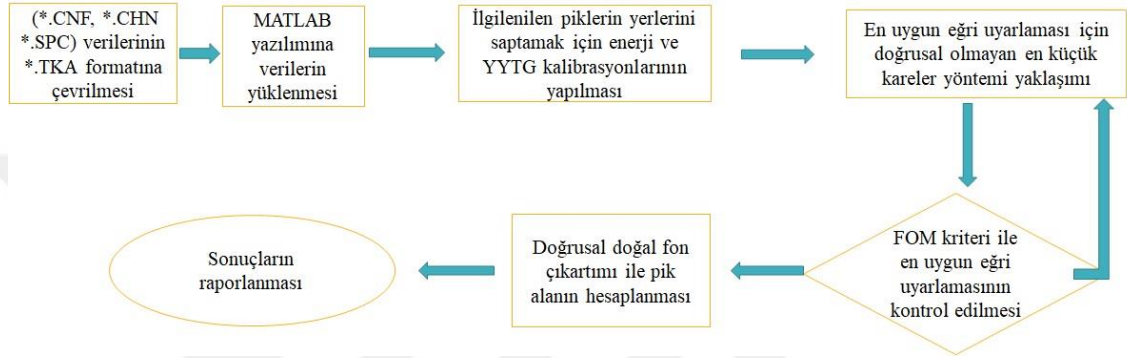 (*.CNF, *.CHN
*.SPC) verilerinin
*.TKA formatına
çevrilmesi
MATLAB
yazılımına
verilerin
yüklenmesi
İlgilenilen piklerin yerlerini
saptamak için enerji ve
YYTG kalibrasyonlarının
yapılması
En uygun eğri uyarlaması için
doğrusal olmayan en küçük
kareler yöntemi yaklaşımı
FOM kriteri ile
en uygun eğri
uyarlamasının
kontrol edilmesi
Doğrusal doğal fon
çıkartımı ile pik
alanın hesaplanması
Sonuçların
raporlanması